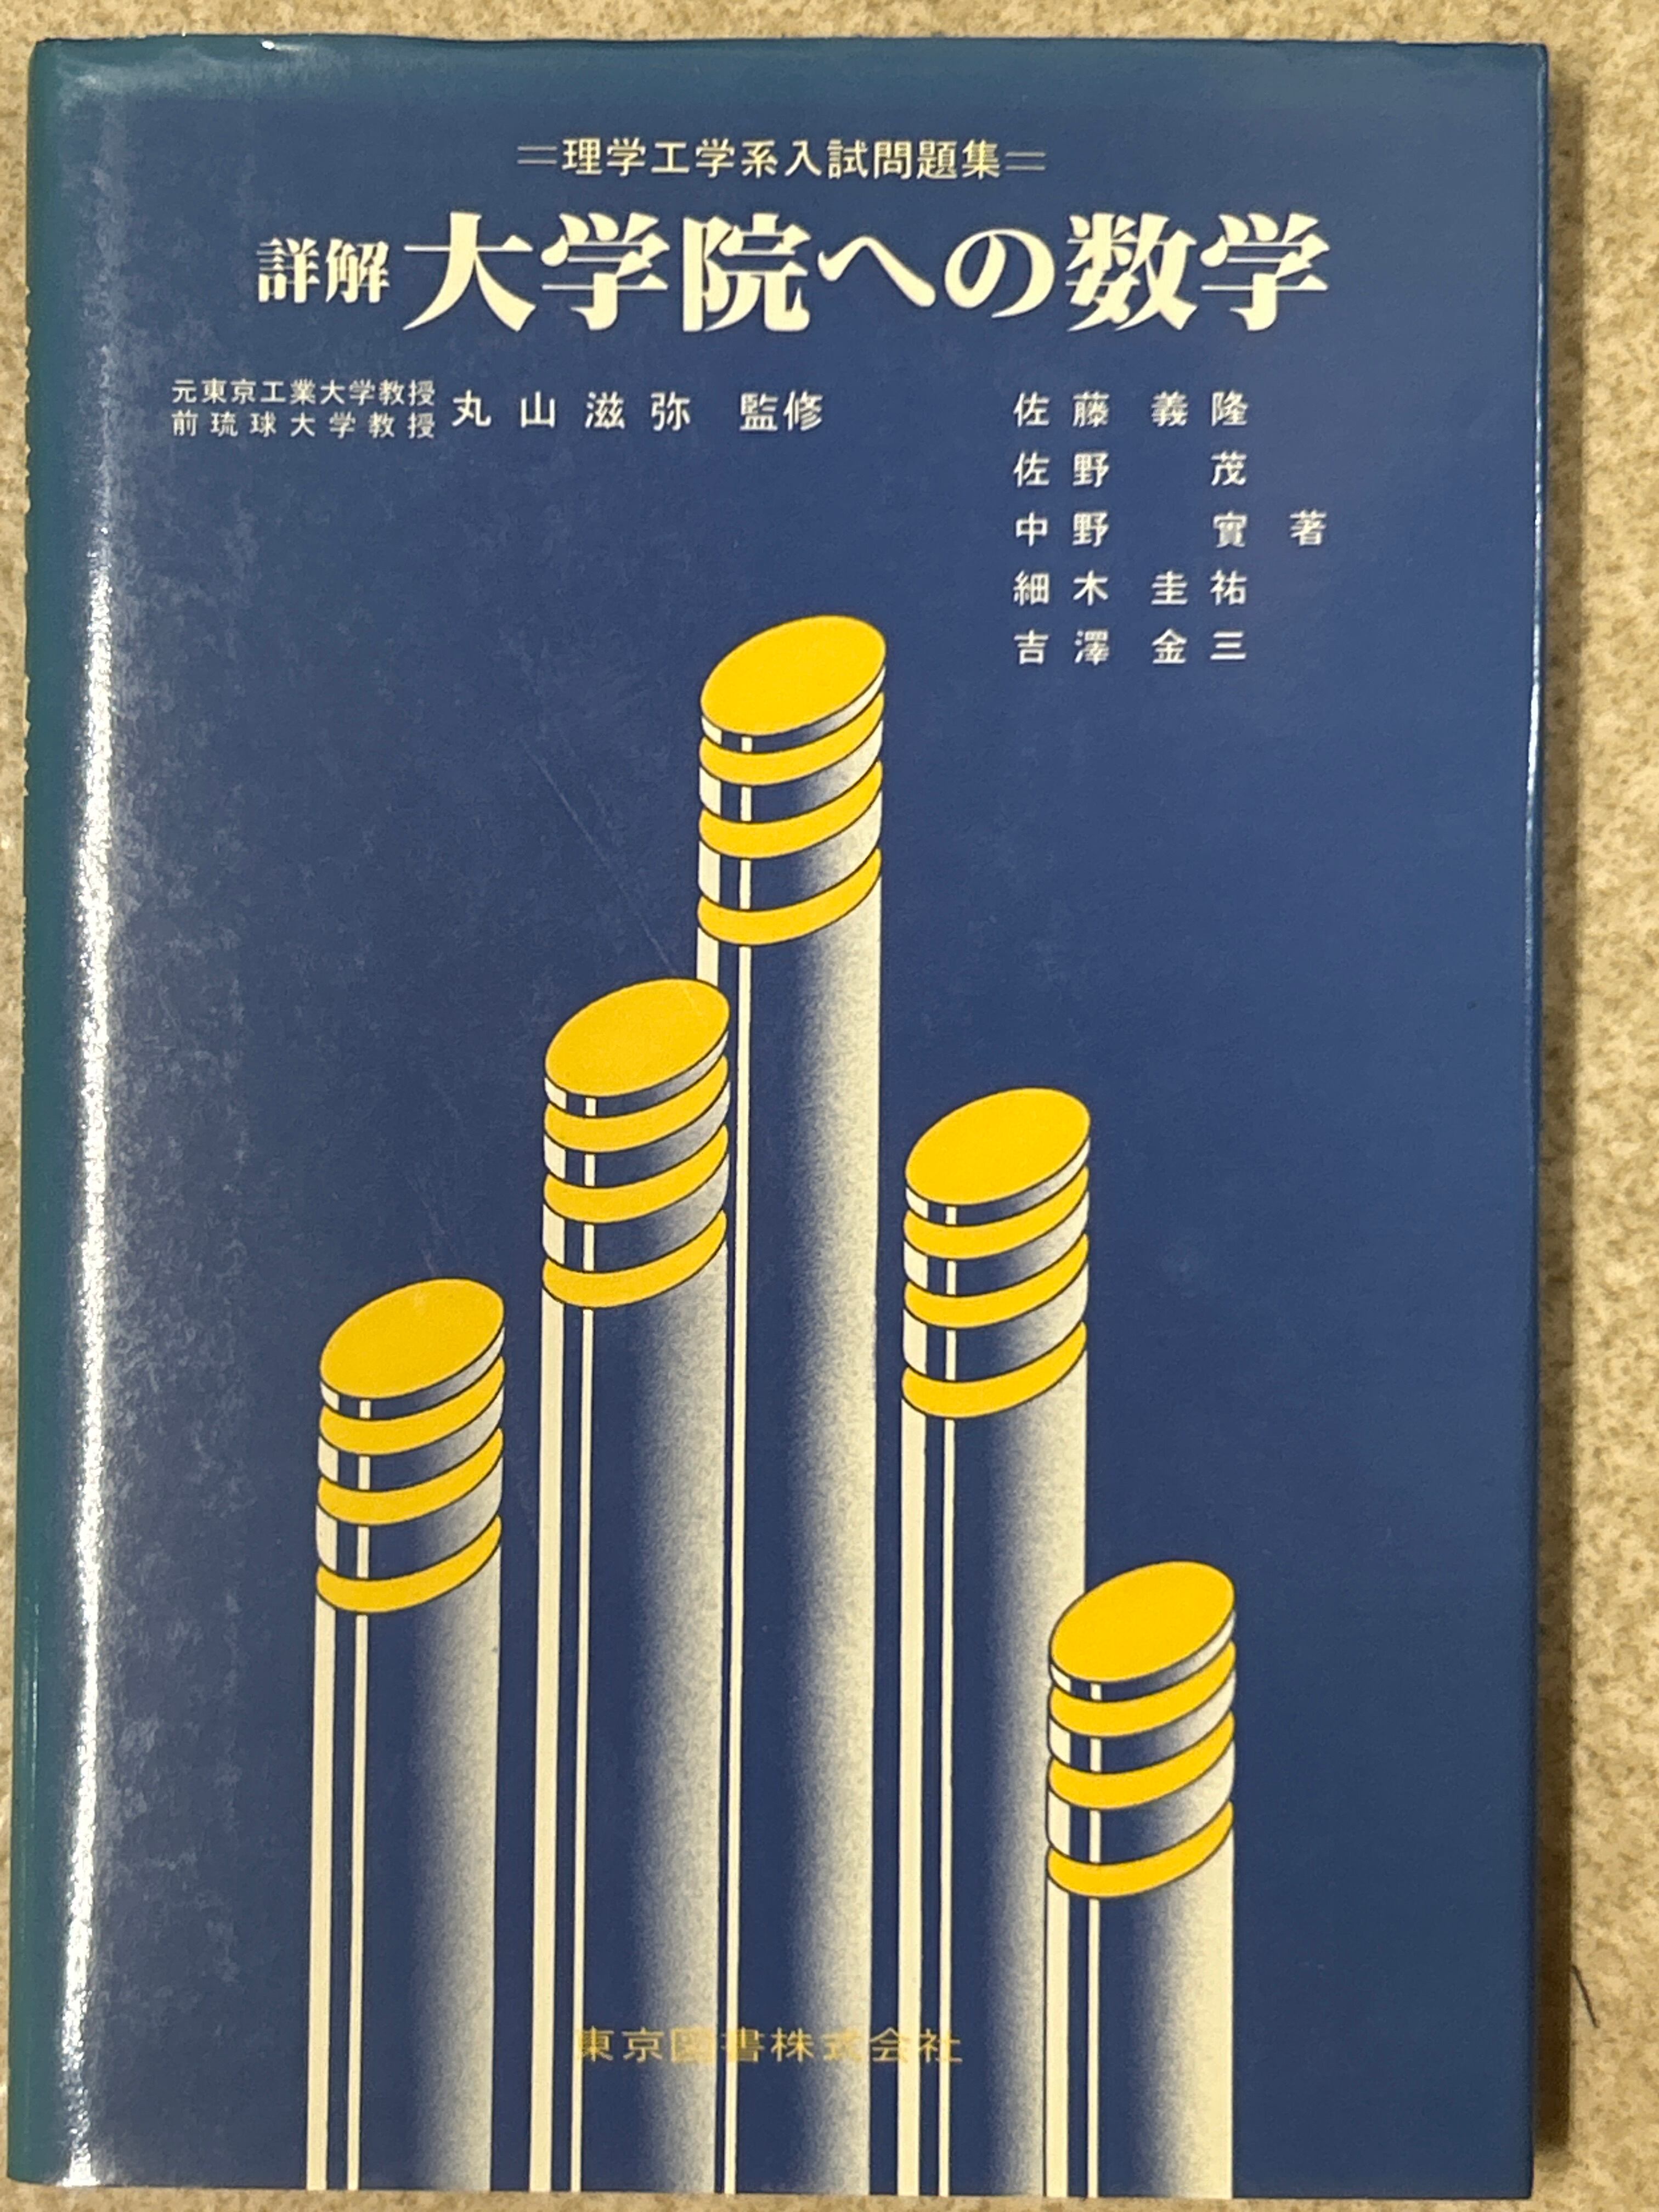 =理学工学系入試問題集=
詳解 大学院への数学
元東京工業大学教授
前琉球大学教授
丸山滋弥 監修
佐藤義隆
佐野茂
中野實 著
細木圭祐
吉澤金三
東京図書株式会社